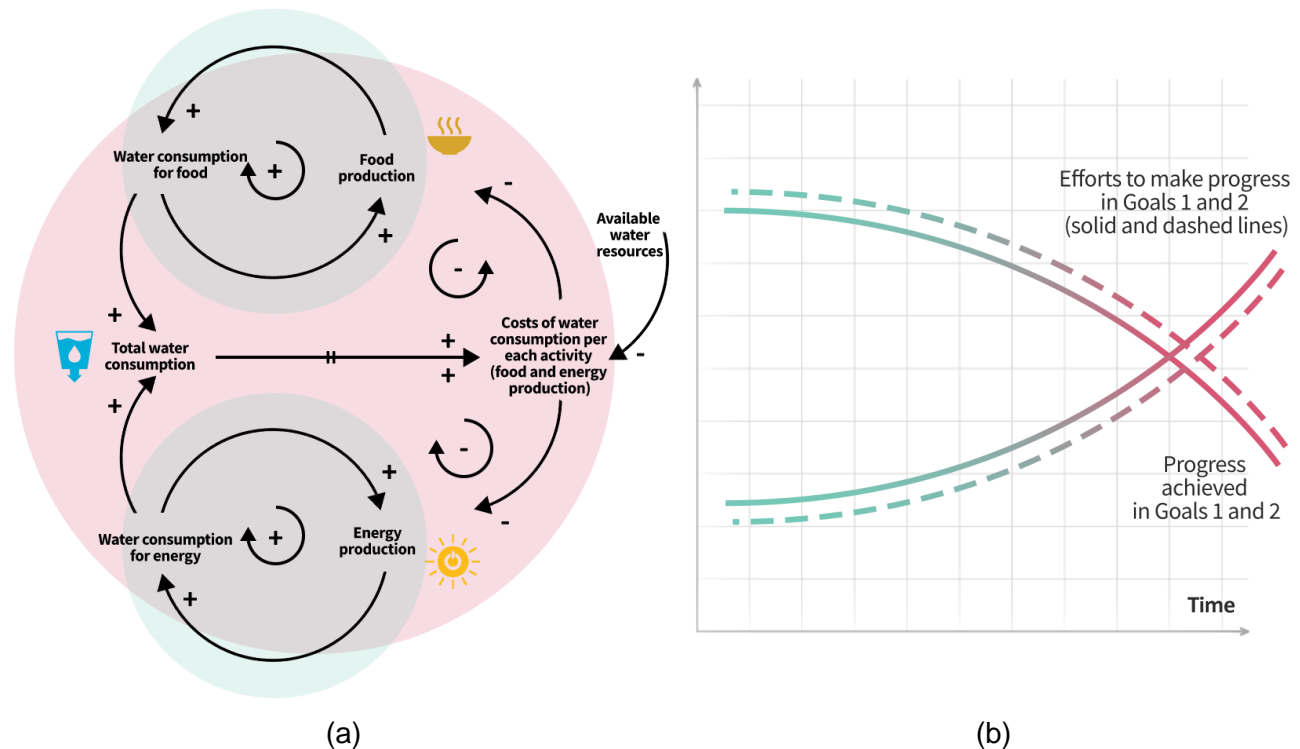 +
Water consumption
for food
+
Food
production
+
-
Available
water
resources
-
+
Total water
consumption
+
+
+
Costs of water
consumption per
each activity
(food and energy
production)
-
-
-
+
Water consumption
for energy
+
Energy
production
+
Efforts to make progress
in Goals 1 and 2
(solid and dashed lines)
Progress
achieved
in Goals 1 and 2
Time
(a)
(b)